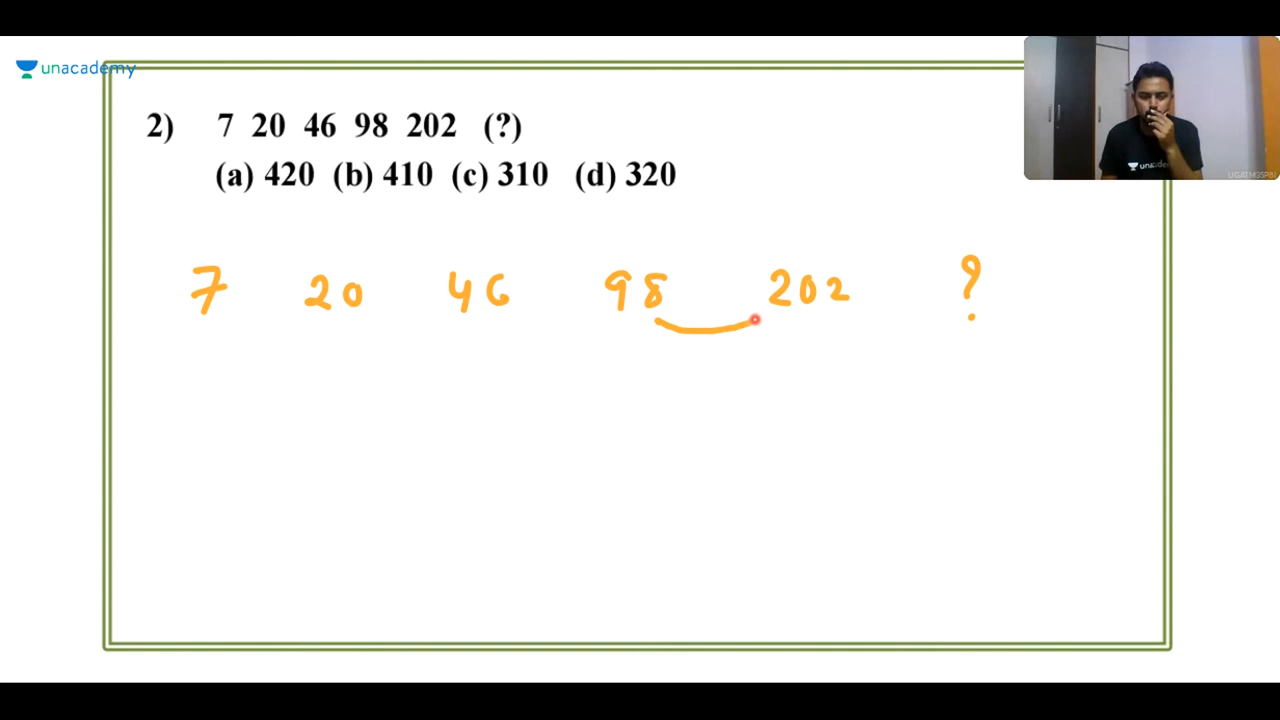 unacademy
2) 7 20 46 98 202 (?)
(a) 420 (b) 410 (c) 310 (d) 320
7 20 46 98 202 ?